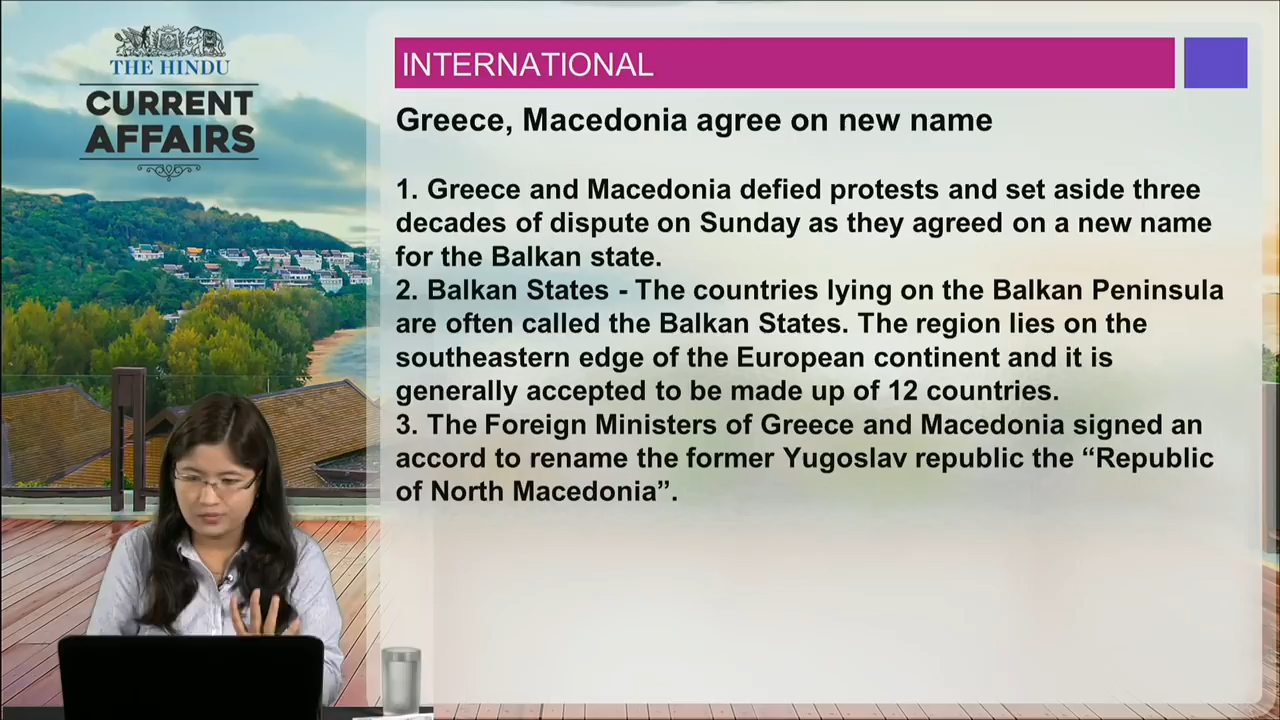 THE HINDU
CURRENT
AFFAIRS
INTERNATIONAL
Greece, Macedonia agree on new name
1. Greece and Macedonia defied protests and set aside three
decades of dispute on Sunday as they agreed on a new name
for the Balkan state.
2. Balkan States - The countries lying on the Balkan Peninsula
are often called the Balkan States. The region lies on the
southeastern edge of the European continent and it is
generally accepted to be made up of 12 countries.
3. The Foreign Ministers of Greece and Macedonia signed an
accord to rename the former Yugoslav republic the “Republic
of North Macedonia”.